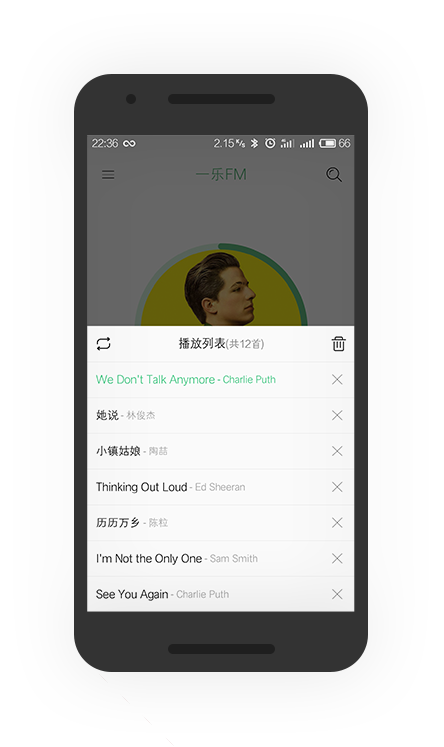 22:36 2.15 K/s 66
一乐FM
播放列表(共12首)
We Don't Talk Anymore - Charlie Puth
她说 - 林俊杰
小镇姑娘 - 陶喆
Thinking Out Loud - Ed Sheeran
历历万乡 - 陈粒
I'm Not the Only One - Sam Smith
See You Again - Charlie Puth